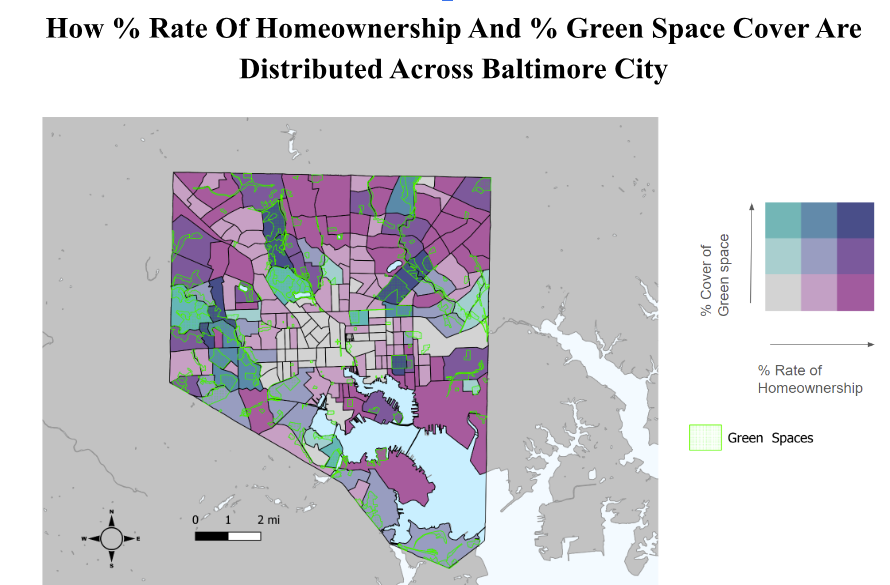 How % Rate Of Homeownership And % Green Space Cover Are
Distributed Across Baltimore City
% Cover of
Green space
% Rate of
Homeownership
Green Spaces
N
W
E
S
0 1 2 mi